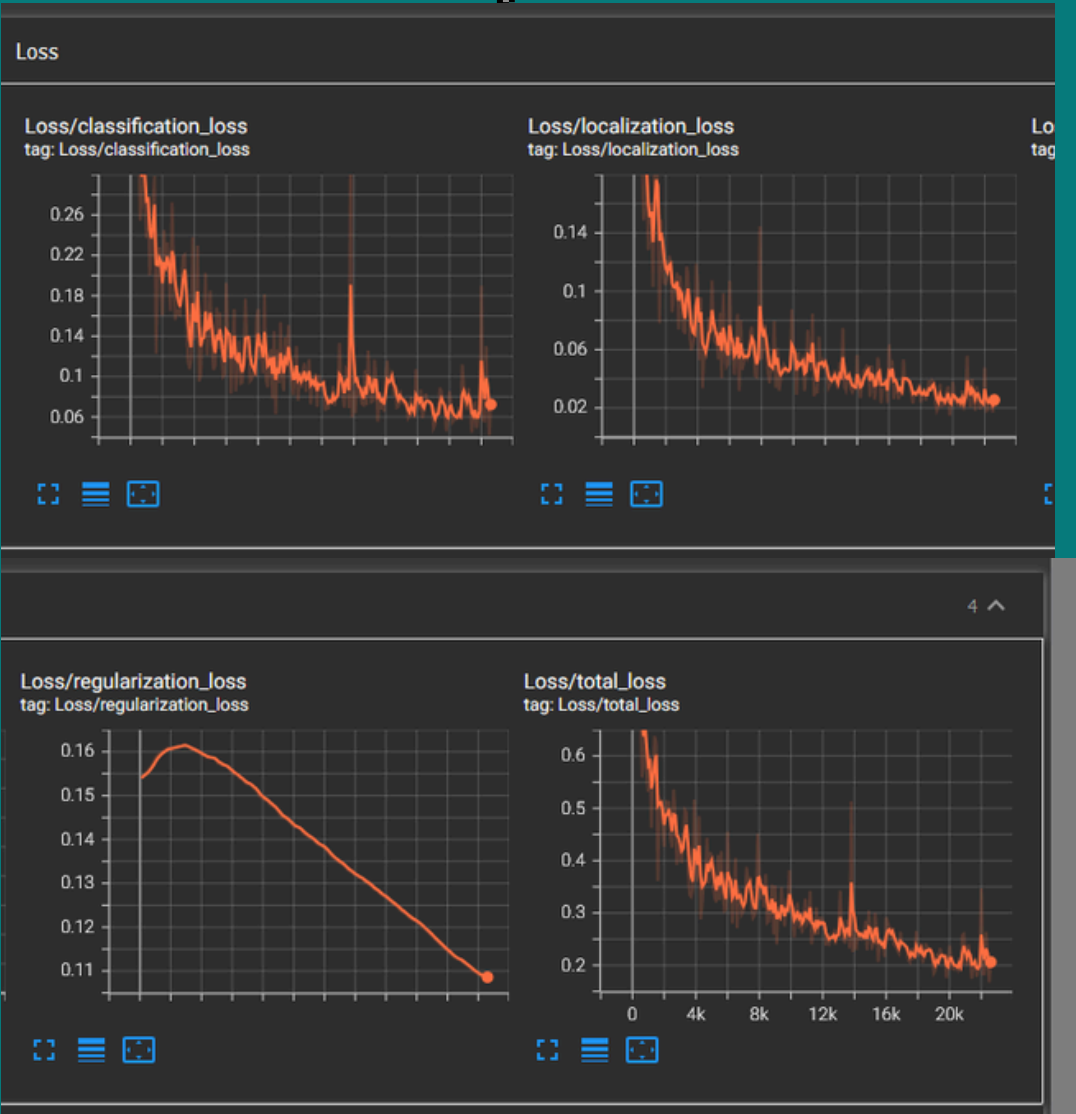 Loss
Loss/classification_loss
tag: Loss/classification_loss
0.26
0.22
0.18
0.14
0.1
0.06
Loss/localization_loss
tag: Loss/localization_loss
0.14
0.1
0.06
0.02
Lo
tag
4
Loss/regularization_loss
tag: Loss/regularization_loss
0.16
0.15
0.14
0.13
0.12
0.11
Loss/total_loss
tag: Loss/total_loss
0.6
0.5
0.4
0.3
0.2
0 4k 8k 12k 16k 20k